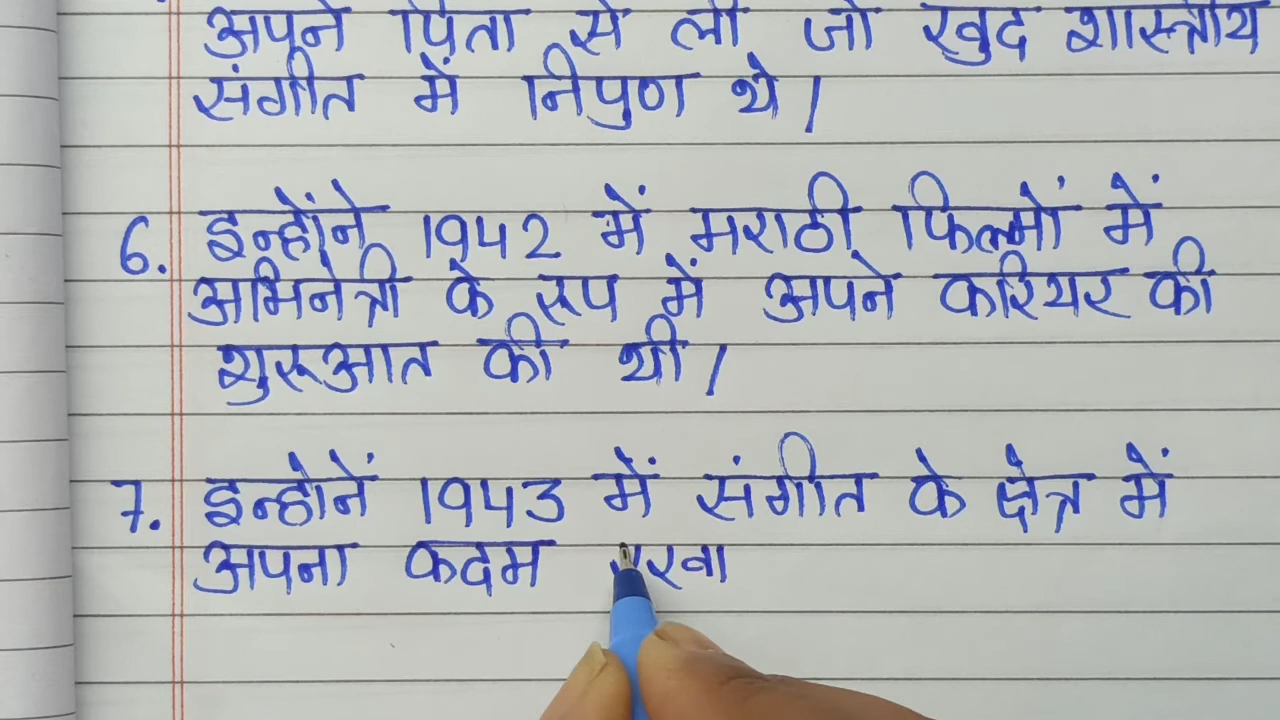 अपने पिता से ली जो खुद शास्त्रीय
संगीत में निपुण थे।
6. इन्होंने 1942 में मराठी फिल्मों में
अभिनेत्री के रूप में अपने करियर की
शुरूआत की थी।
7. इन्होनें 1943 में संगीत के क्षेत्र में
अपना कदम